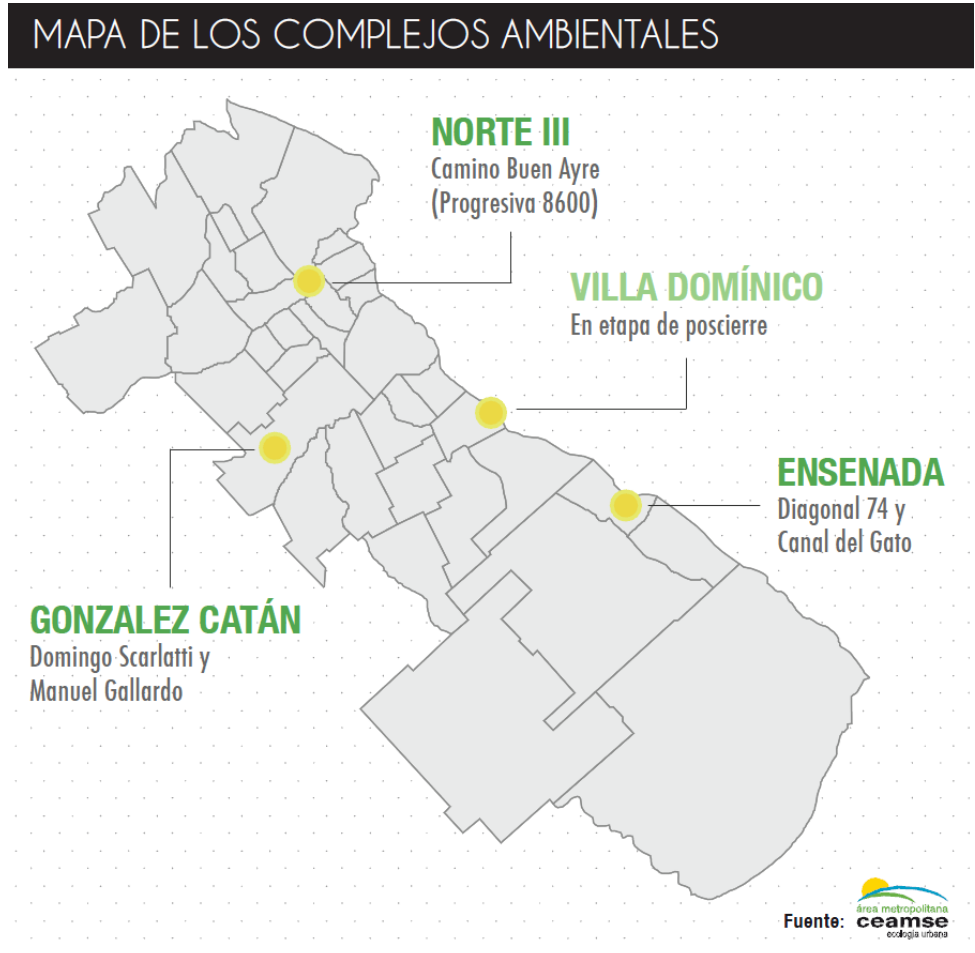 MAPA DE LOS COMPLEJOS AMBIENTALES
NORTE III
Camino Buen Ayre
(Progresiva 8600)
VILLA DOMÍNICO
En etapa de poscierre
ENSENADA
Diagonal 74 y
Canal del Gato
GONZALEZ CATÁN
Domingo Scarlatti y
Manuel Gallardo
Fuente:
área metropolitana
ceamse
ecología urbana